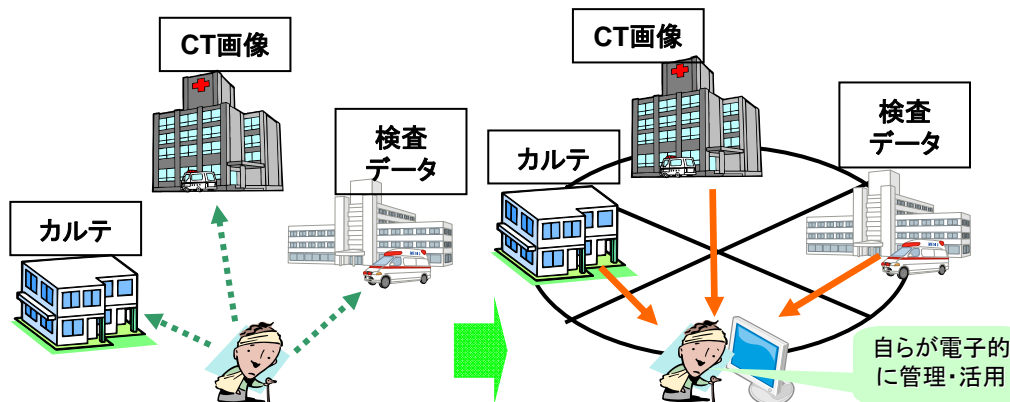 CT画像
検査
データ
カルテ
CT画像
検査
データ
カルテ
自らが電子的
に管理・活用